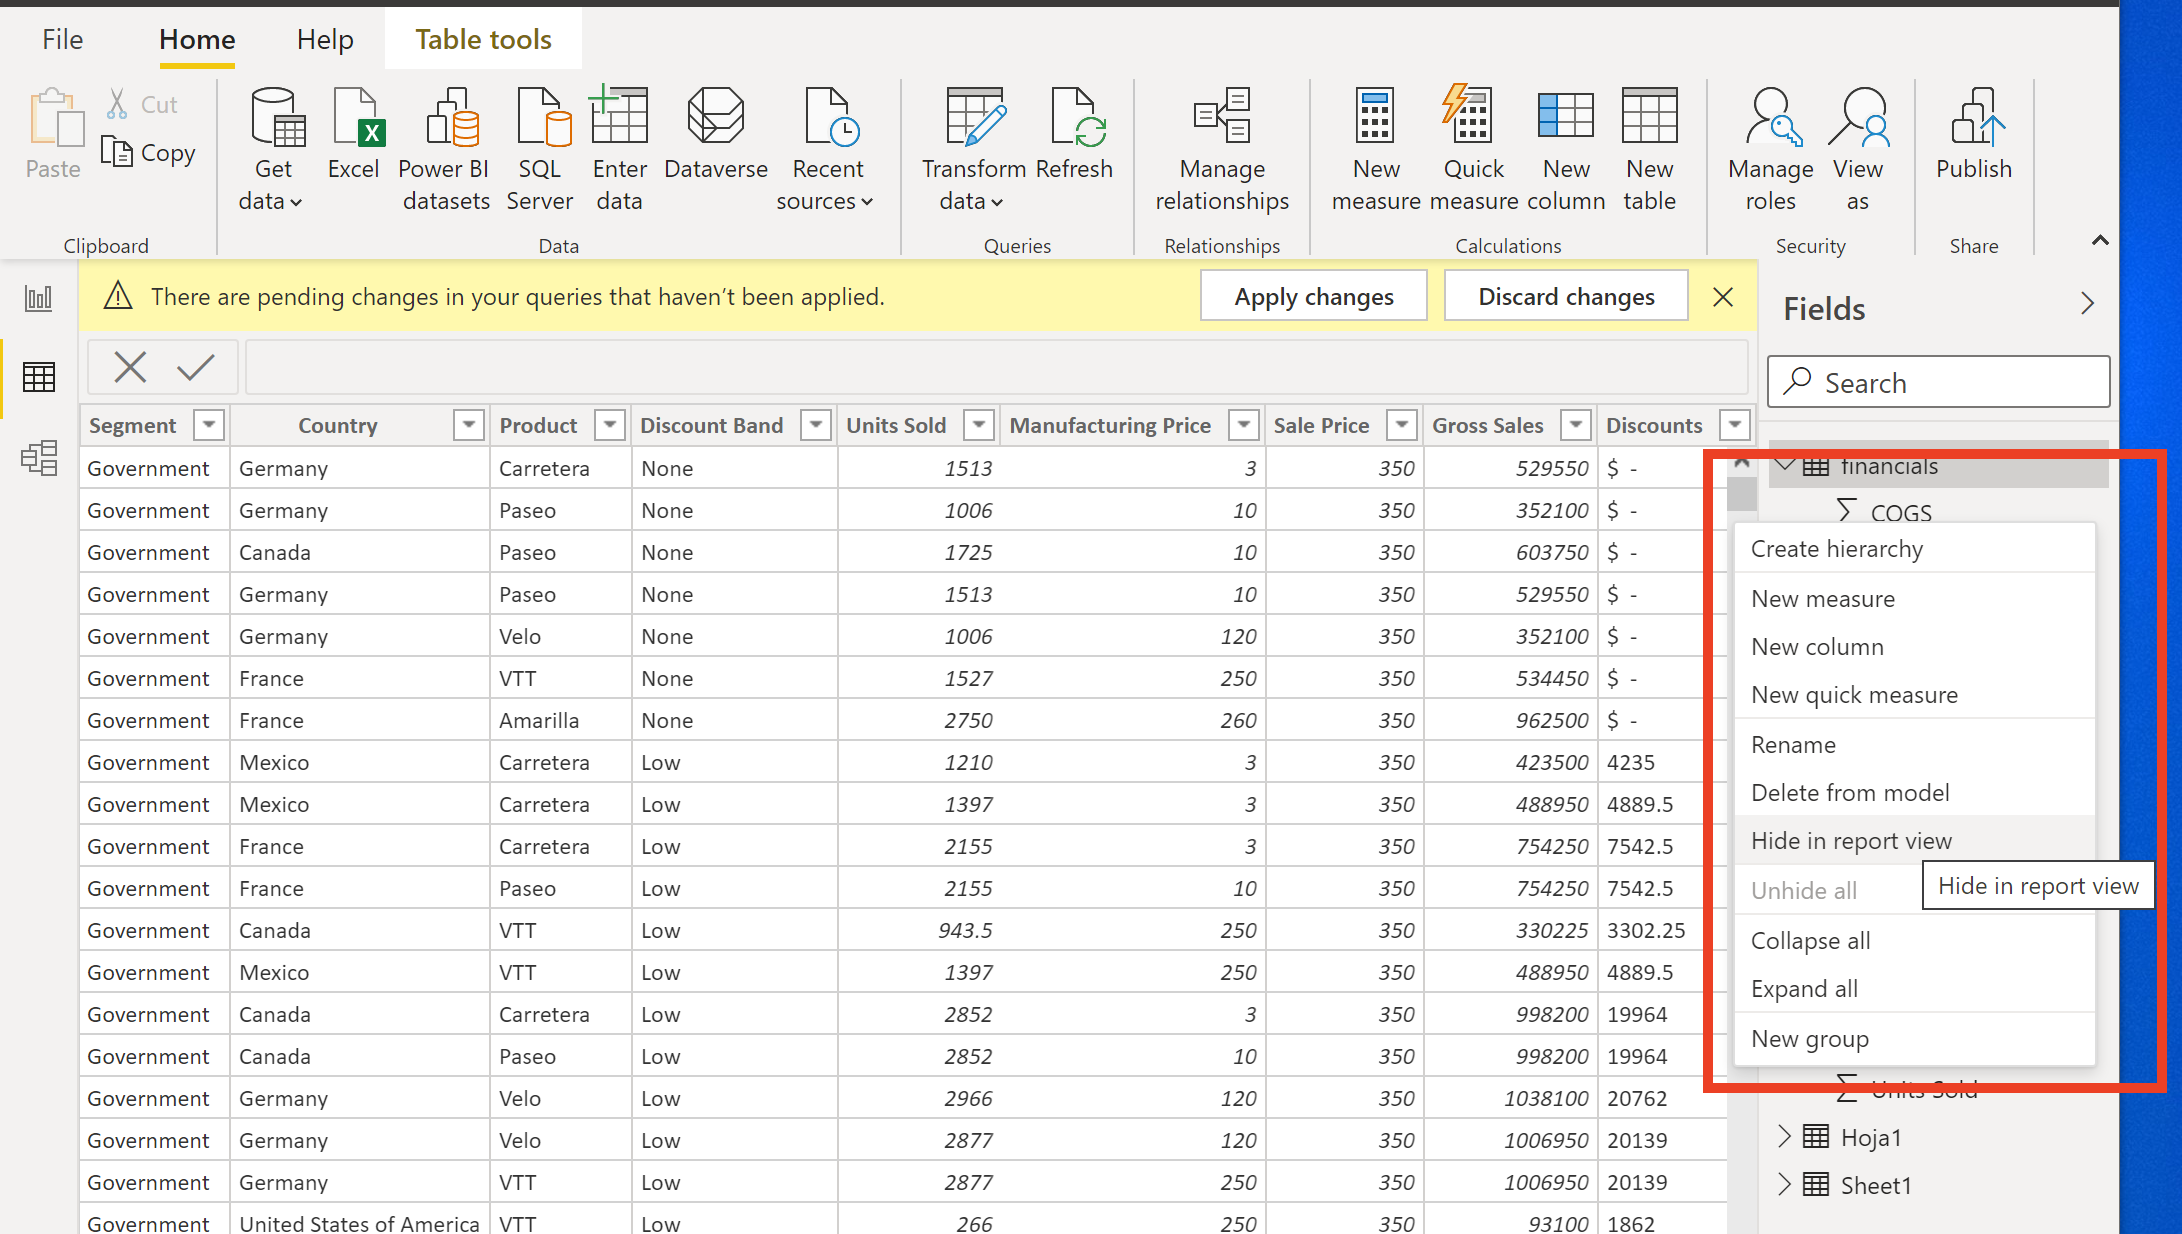 File Home Help Table tools
Paste Cut Copy
Get data Excel Power BI datasets SQL Server Enter data Dataverse Recent sources Transform data Refresh Manage relationships New measure Quick measure New column New table Manage roles View as Publish
Clipboard Data Queries Relationships Calculations Security Share
There are pending changes in your queries that haven't been applied. Apply changes Discard changes
Fields
Search
Segment Country Product Discount Band Units Sold Manufacturing Price Sale Price Gross Sales Discounts
Government Germany Carretera None 1513 3 350 529550 $ -
Government Germany Paseo None 1006 10 350 352100 $ -
Government Canada Paseo None 1725 10 350 603750 $ -
Government Germany Paseo None 1513 10 350 529550 $ -
Government Germany Velo None 1006 120 350 352100 $ -
Government France VTT None 1527 250 350 534450 $ -
Government France Amarilla None 2750 260 350 962500 $ -
Government Mexico Carretera Low 1210 3 350 423500 4235
Government Mexico Carretera Low 1397 3 350 488950 4889.5
Government France Carretera Low 2155 3 350 754250 7542.5
Government France Paseo Low 2155 10 350 754250 7542.5
Government Canada VTT Low 943.5 250 350 330225 3302.25
Government Mexico VTT Low 1397 250 350 488950 4889.5
Government Canada Carretera Low 2852 3 350 998200 19964
Government Canada Paseo Low 2852 10 350 998200 19964
Government Germany Velo Low 2966 120 350 1038100 20762
Government Germany Velo Low 2877 120 350 1006950 20139
Government Germany VTT Low 2877 250 350 1006950 20139
Government United States of America VTT Low 266 250 350 93100 1862
financials
Σ COGS
Create hierarchy
New measure
New column
New quick measure
Rename
Delete from model
Hide in report view
Unhide all
Hide in report view
Collapse all
Expand all
New group
Σ Units Sold
Hoja1
Sheet1